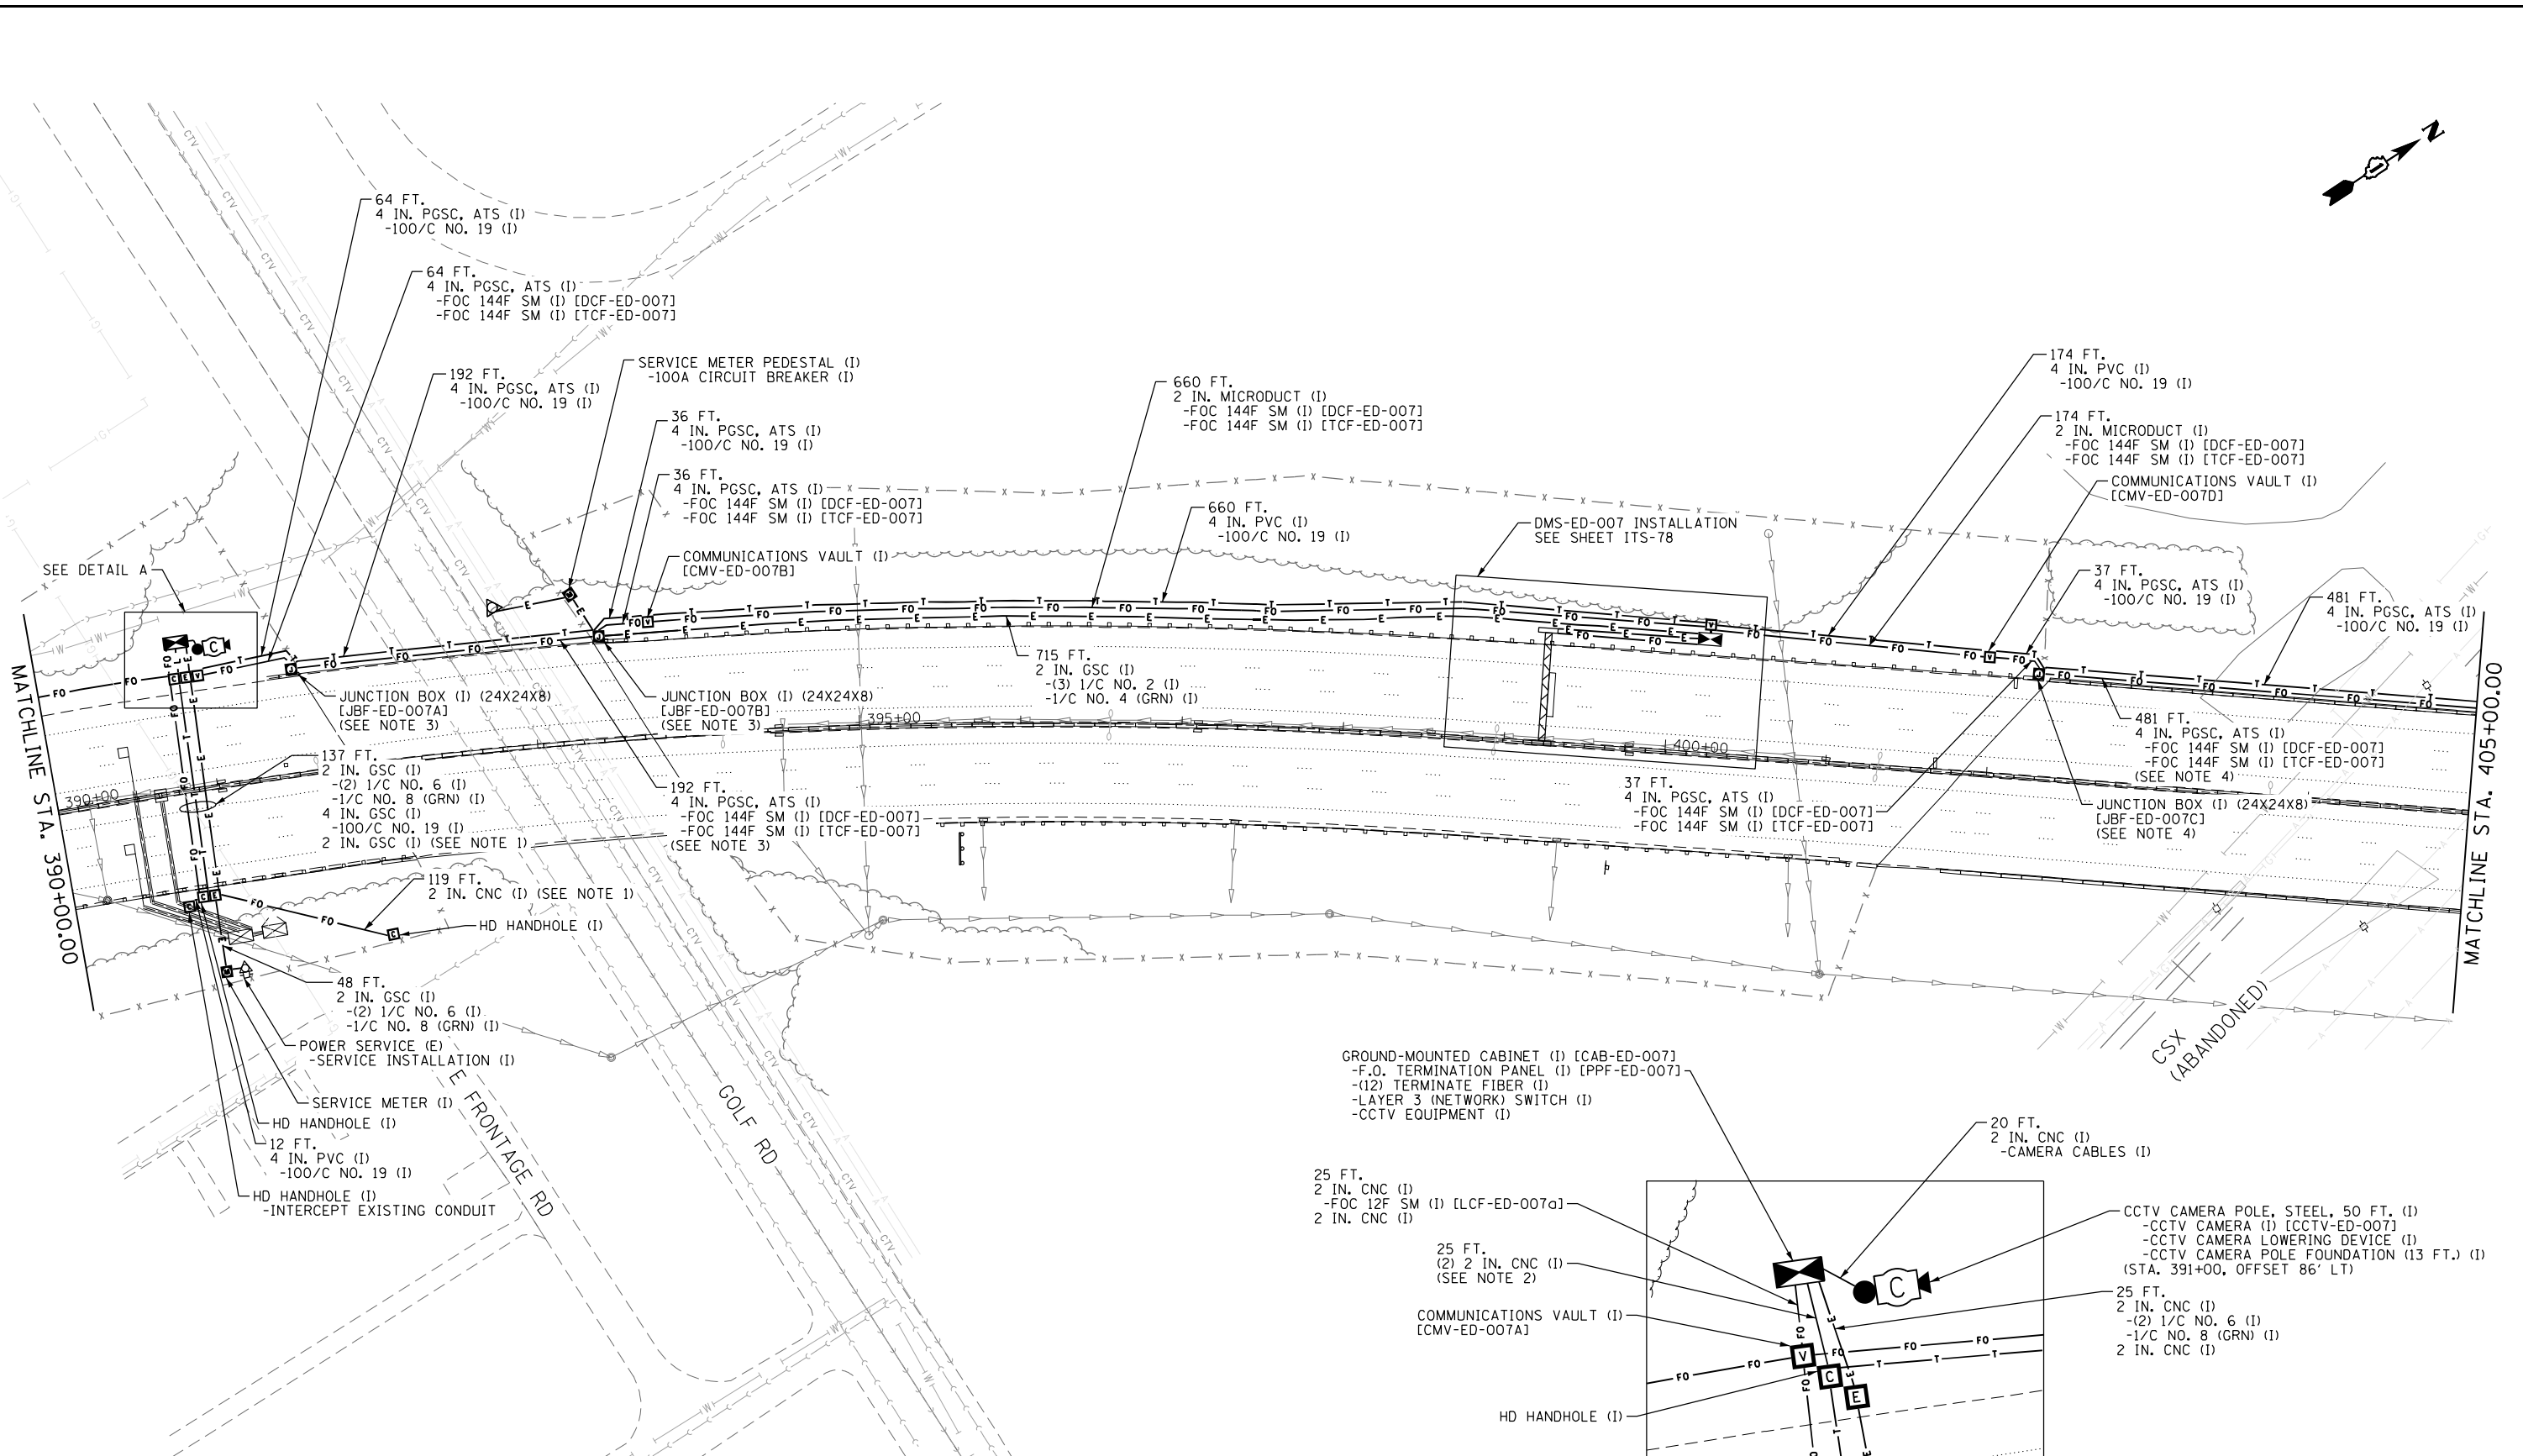 N
64 FT.
4 IN. PGSC, ATS (I)
-100/C NO. 19 (I)
64 FT.
4 IN. PGSC, ATS (I)
-FOC 144F SM (I) [DCF-ED-007]
-FOC 144F SM (I) [TCF-ED-007]
192 FT.
4 IN. PGSC, ATS (I)
-100/C NO. 19 (I)
SERVICE METER PEDESTAL (I)
-100A CIRCUIT BREAKER (I)
36 FT.
4 IN. PGSC, ATS (I)
-100/C NO. 19 (I)
36 FT.
4 IN. PGSC, ATS (I)
-FOC 144F SM (I) [DCF-ED-007]
-FOC 144F SM (I) [TCF-ED-007]
COMMUNICATIONS VAULT (I)
[CMV-ED-007B]
660 FT.
2 IN. MICRODUCT (I)
-FOC 144F SM (I) [DCF-ED-007]
-FOC 144F SM (I) [TCF-ED-007]
660 FT.
4 IN. PVC (I)
-100/C NO. 19 (I)
DMS-ED-007 INSTALLATION
SEE SHEET ITS-78
174 FT.
4 IN. PVC (I)
-100/C NO. 19 (I)
174 FT.
2 IN. MICRODUCT (I)
-FOC 144F SM (I) [DCF-ED-007]
-FOC 144F SM (I) [TCF-ED-007]
COMMUNICATIONS VAULT (I)
[CMV-ED-007D]
37 FT.
4 IN. PGSC, ATS (I)
-100/C NO. 19 (I)
481 FT.
4 IN. PGSC, ATS (I)
-100/C NO. 19 (I)
SEE DETAIL A
MATCHLINE STA. 390+00.00
MATCHLINE STA. 405+00.00
JUNCTION BOX (I) (24X24X8)
[JBF-ED-007A]
(SEE NOTE 3)
JUNCTION BOX (I) (24X24X8)
[JBF-ED-007B]
(SEE NOTE 3)
715 FT.
2 IN. GSC (I)
-(3) 1/C NO. 2 (I)
-1/C NO. 4 (GRN) (I)
390+00
395+00
400+00
137 FT.
2 IN. GSC (I)
-(2) 1/C NO. 6 (I)
-1/C NO. 8 (GRN) (I)
4 IN. GSC (I)
-100/C NO. 19 (I)
2 IN. GSC (I) (SEE NOTE 1)
192 FT.
4 IN. PGSC, ATS (I)
-FOC 144F SM (I) [DCF-ED-007]
-FOC 144F SM (I) [TCF-ED-007]
(SEE NOTE 3)
37 FT.
4 IN. PGSC, ATS (I)
-FOC 144F SM (I) [DCF-ED-007]
-FOC 144F SM (I) [TCF-ED-007]
481 FT.
4 IN. PGSC, ATS (I)
-FOC 144F SM (I) [DCF-ED-007]
-FOC 144F SM (I) [TCF-ED-007]
(SEE NOTE 4)
JUNCTION BOX (I) (24X24X8)
[JBF-ED-007C]
(SEE NOTE 4)
119 FT.
2 IN. CNC (I) (SEE NOTE 1)
HD HANDHOLE (I)
48 FT.
2 IN. GSC (I)
-(2) 1/C NO. 6 (I)
-1/C NO. 8 (GRN) (I)
POWER SERVICE (E)
-SERVICE INSTALLATION (I)
SERVICE METER (I)
HD HANDHOLE (I)
12 FT.
4 IN. PVC (I)
-100/C NO. 19 (I)
HD HANDHOLE (I)
-INTERCEPT EXISTING CONDUIT
E FRONTAGE RD
GOLF RD
CSX
(ABANDONED)
GROUND-MOUNTED CABINET (I) [CAB-ED-007]
-F.O. TERMINATION PANEL (I) [PPF-ED-007]
-(12) TERMINATE FIBER (I)
-LAYER 3 (NETWORK) SWITCH (I)
-CCTV EQUIPMENT (I)
20 FT.
2 IN. CNC (I)
-CAMERA CABLES (I)
25 FT.
2 IN. CNC (I)
-FOC 12F SM (I) [LCF-ED-007a]
2 IN. CNC (I)
25 FT.
(2) 2 IN. CNC (I)
(SEE NOTE 2)
COMMUNICATIONS VAULT (I)
[CMV-ED-007A]
HD HANDHOLE (I)
CCTV CAMERA POLE, STEEL, 50 FT. (I)
-CCTV CAMERA (I) [CCTV-ED-007]
-CCTV CAMERA LOWERING DEVICE (I)
-CCTV CAMERA POLE FOUNDATION (13 FT.) (I)
(STA. 391+00, OFFSET 86' LT)
25 FT.
2 IN. CNC (I)
-(2) 1/C NO. 6 (I)
-1/C NO. 8 (GRN) (I)
2 IN. CNC (I)
C
V
C
E